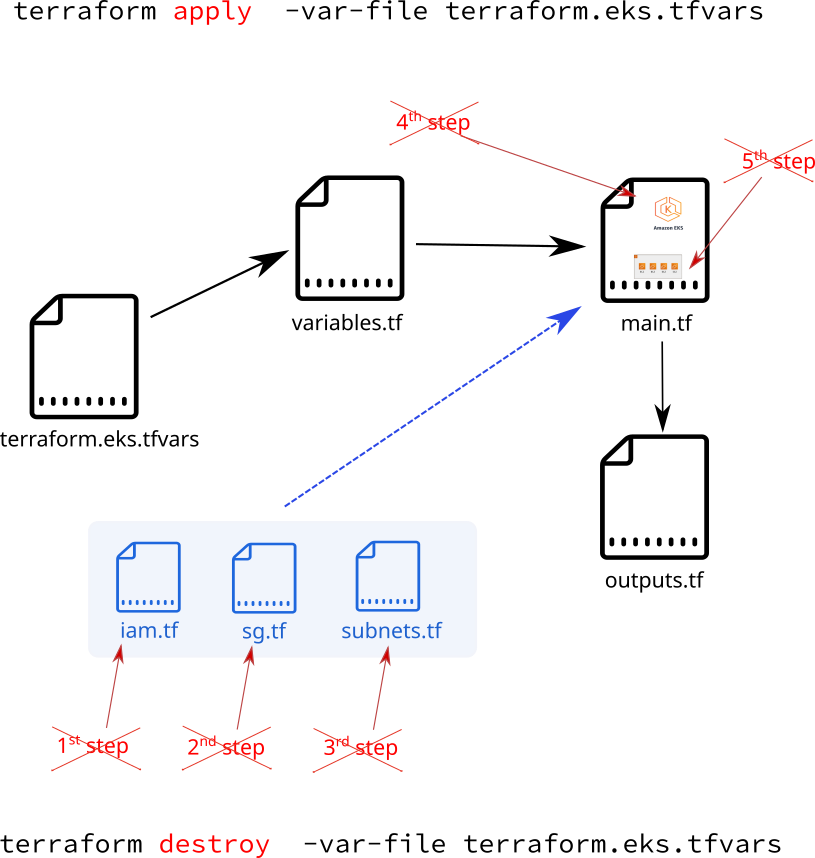 terraform apply -var-file terraform.eks.tfvars
4th step
5th step
Amazon EKS
variables.tf
main.tf
terraform.eks.tfvars
outputs.tf
iam.tf
sg.tf
subnets.tf
1st step
2nd step
3rd step
terraform destroy -var-file terraform.eks.tfvars